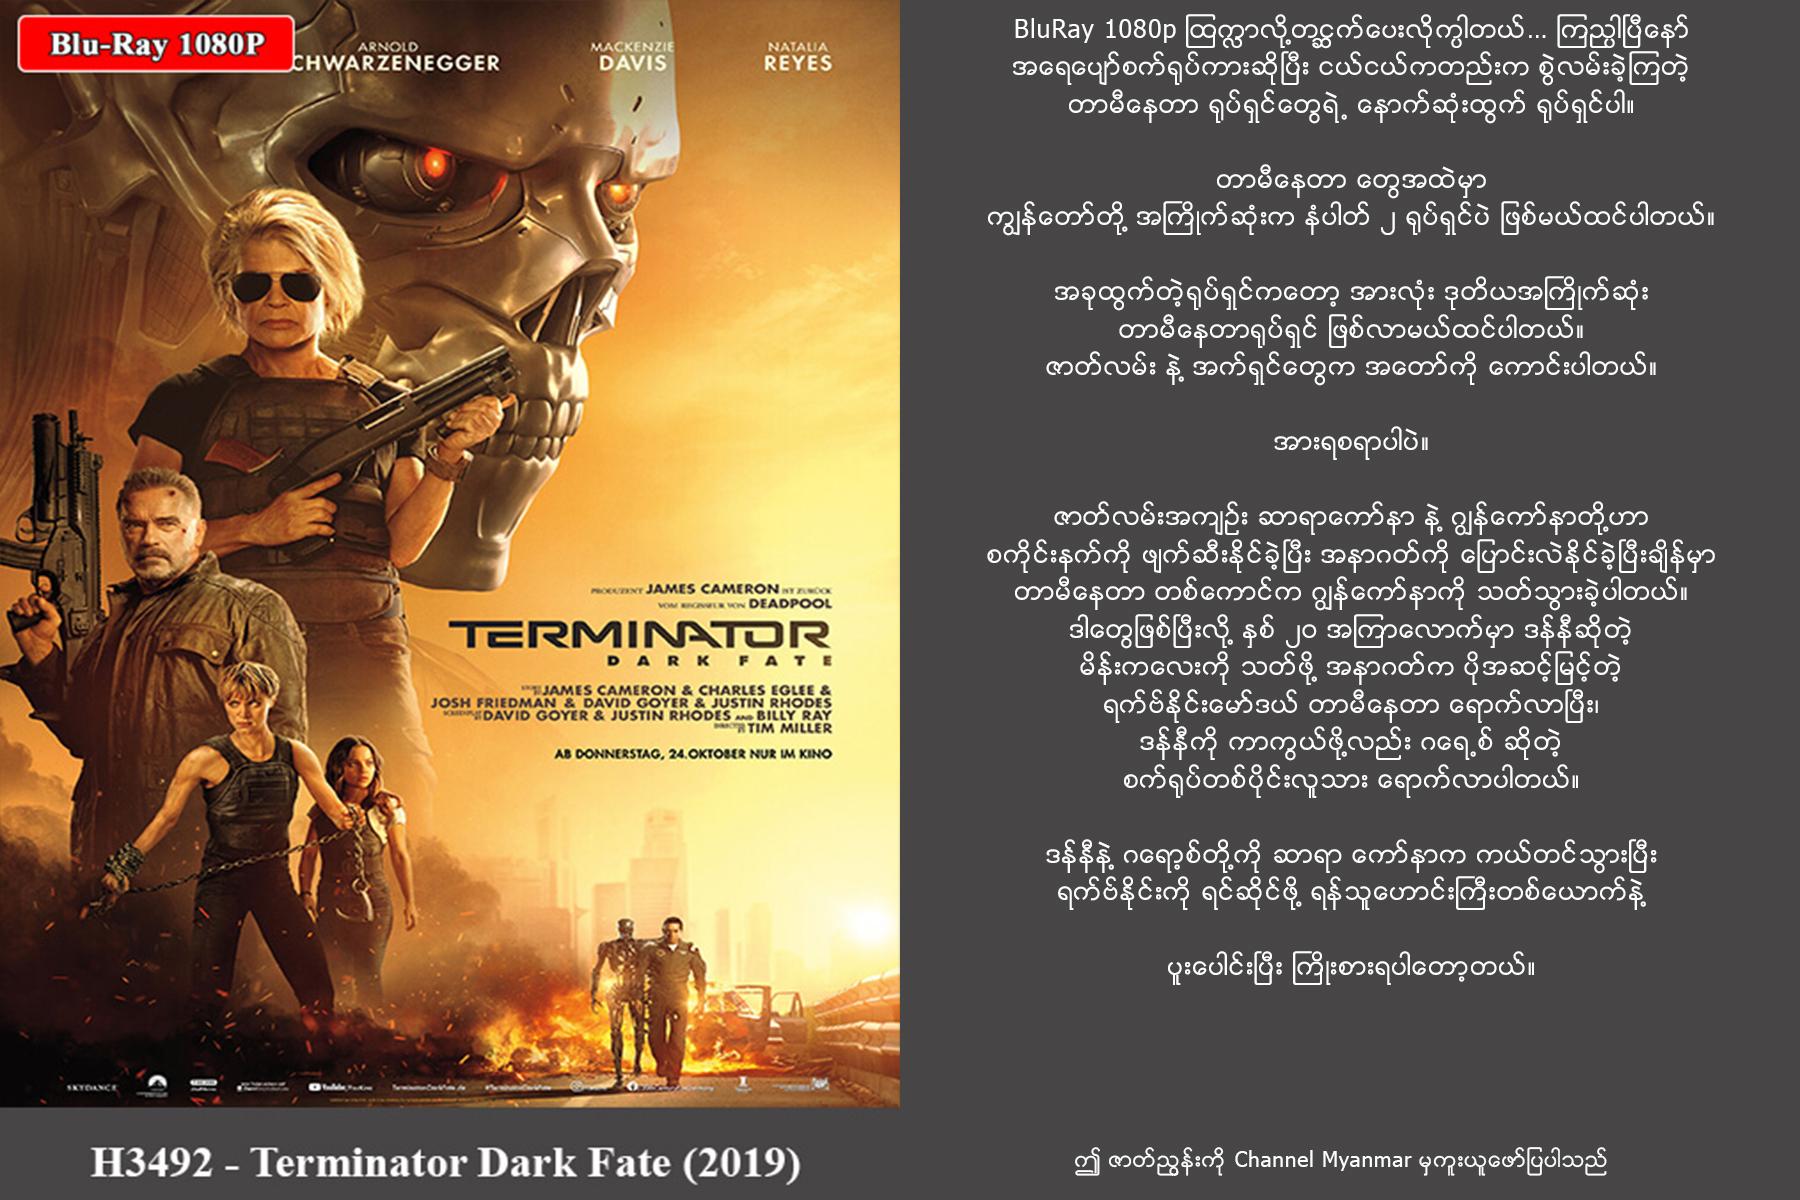 Blu-Ray 1080P
ARNOLD
CHWARZENEGGER
MACKENZIE
DAVIS
NATALIA
REYES
PRODUZENT JAMES CAMERON IST ZURÜCK
VOM REGISSEUR VON DEADPOOL
TERMINATOR
DARK FATE
STORY BY JAMES CAMERON & CHARLES EGLEE &
JOSH FRIEDMAN & DAVID GOYER & JUSTIN RHODES
SCREENPLAY BY DAVID GOYER & JUSTIN RHODES AND BILLY RAY
DIRECTED BY TIM MILLER
AB DONNERSTAG, 24.OKTOBER NUR IM KINO
SKYDANCE
H3492 - Terminator Dark Fate (2019)
BluRay 1080p ထြက္လာလို့တင္ဆက်ပေးလိုက္ပါတယ်... ကြည့္ပါပြီနော်
အရေပျော်စက်ရုပ်ကားဆိုပြီး ငယ်ငယ်ကတည်းက စွဲလမ်းခဲ့ကြတဲ့
တာမီနေတာ ရုပ်ရှင်တွေရဲ့ နောက်ဆုံးထွက် ရုပ်ရှင်ပါ။
တာမီနေတာ တွေအထဲမှာ
ကျွန်တော်တို့ အကြိုက်ဆုံးက နံပါတ် ၂ ရုပ်ရှင်ပဲ ဖြစ်မယ်ထင်ပါတယ်။
အခုထွက်တဲ့ရုပ်ရှင်ကတော့ အားလုံး ဒုတိယအကြိုက်ဆုံး
တာမီနေတာရုပ်ရှင် ဖြစ်လာမယ်ထင်ပါတယ်။
ဇာတ်လမ်း နဲ့ အက်ရှင်တွေက အတော်ကို ကောင်းပါတယ်။
အားရစရာပါပဲ။
ဇာတ်လမ်းအကျဉ်း ဆာရာကော်နာ နဲ့ ဂျွန်ကော်နာတို့ဟာ
စကိုင်းနက်ကို ဖျက်ဆီးနိုင်ခဲ့ပြီး အနာဂတ်ကို ပြောင်းလဲနိုင်ခဲ့ပြီးချိန်မှာ
တာမီနေတာ တစ်ကောင်က ဂျွန်ကော်နာကို သတ်သွားခဲ့ပါတယ်။
ဒါတွေဖြစ်ပြီးလို့ နှစ် ၂၀ အကြာလောက်မှာ ဒန်နီဆိုတဲ့
မိန်းကလေးကို သတ်ဖို့ အနာဂတ်က ပိုအဆင့်မြင့်တဲ့
ရက်ဗ်နိုင်းမော်ဒယ် တာမီနေတာ ရောက်လာပြီး၊
ဒန်နီကို ကာကွယ်ဖို့လည်း ဂရေ့စ် ဆိုတဲ့
စက်ရုပ်တစ်ပိုင်းလူသား ရောက်လာပါတယ်။
ဒန်နီနဲ့ ဂရော့စ်တို့ကို ဆာရာ ကော်နာက ကယ်တင်သွားပြီး
ရက်ဗ်နိုင်းကို ရင်ဆိုင်ဖို့ ရန်သူဟောင်းကြီးတစ်ယောက်နဲ့
ပူးပေါင်းပြီး ကြိုးစားရပါတော့တယ်။
ဤ ဇာတ်ညွှန်းကို Channel Myanmar မှကူးယူဖော်ပြပါသည်